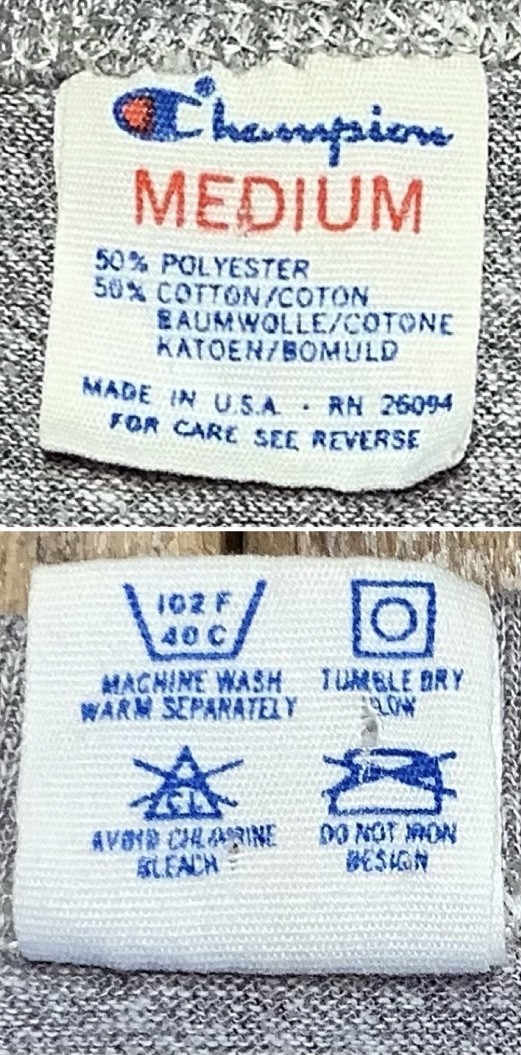 Champion
MEDIUM
50% POLYESTER
50% COTTON/COTON
BAUMWOLLE/COTONE
KATOEN/BOMULD
MADE IN U.S.A. · RN 26094
FOR CARE SEE REVERSE
102 F
40 C
MACHINE WASH
WARM SEPARATELY
TUMBLE DRY
LOW
CL
AVOID CHLORINE
BLEACH
DO NOT IRON
DESIGN